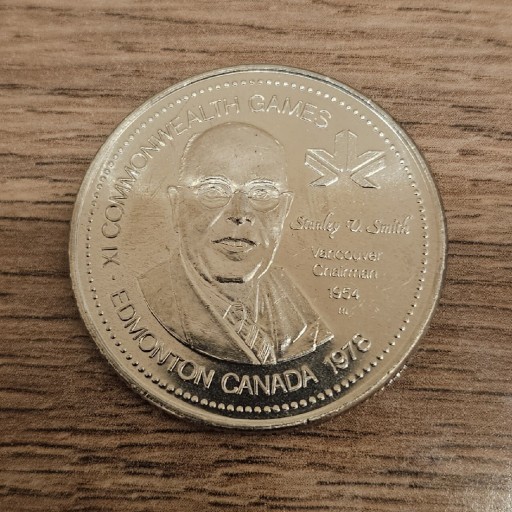 XI COMMONWEALTH GAMES
Stanley V. Smith
Vancouver
Chairman
1954
EDMONTON CANADA 1978